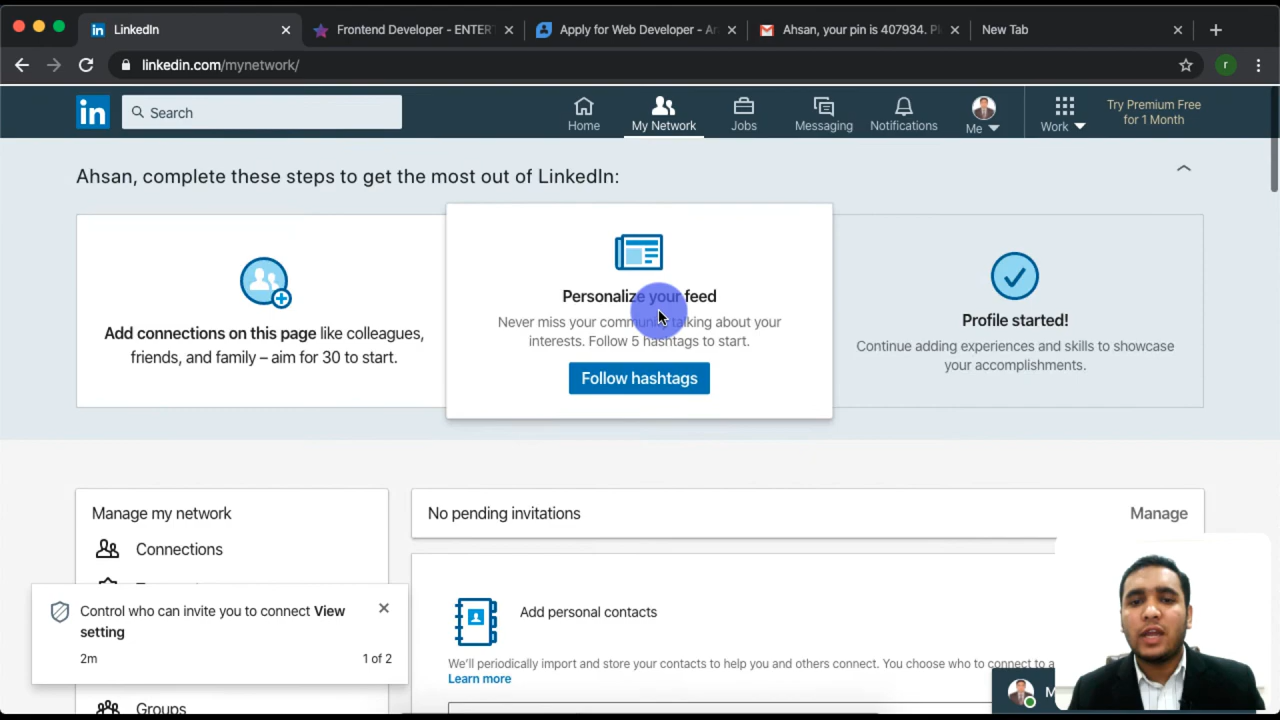 in LinkedIn
Frontend Developer - ENTER
Apply for Web Developer - A
Ahsan, your pin is 407934. Pl
New Tab
linkedin.com/mynetwork/
r
in
Search
Home
My Network
Jobs
Messaging
Notifications
Me
Work
Try Premium Free
for 1 Month
Ahsan, complete these steps to get the most out of LinkedIn:
Add connections on this page like colleagues,
friends, and family – aim for 30 to start.
Personalize your feed
Never miss your community talking about your
interests. Follow 5 hashtags to start.
Follow hashtags
Profile started!
Continue adding experiences and skills to showcase
your accomplishments.
Manage my network
Connections
Groups
Control who can invite you to connect View
setting
2m
1 of 2
No pending invitations
Manage
Add personal contacts
We'll periodically import and store your contacts to help you and others connect. You choose who to connect to a
Learn more
M